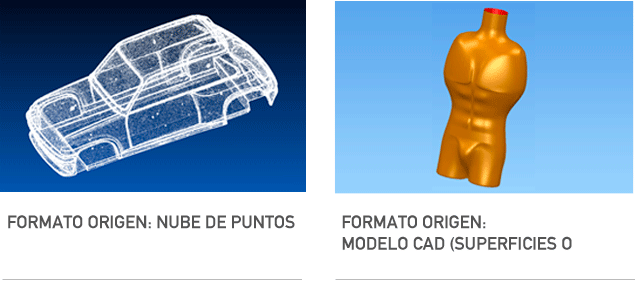 FORMATO ORIGEN: NUBE DE PUNTOS
FORMATO ORIGEN:
MODELO CAD (SUPERFICIES O